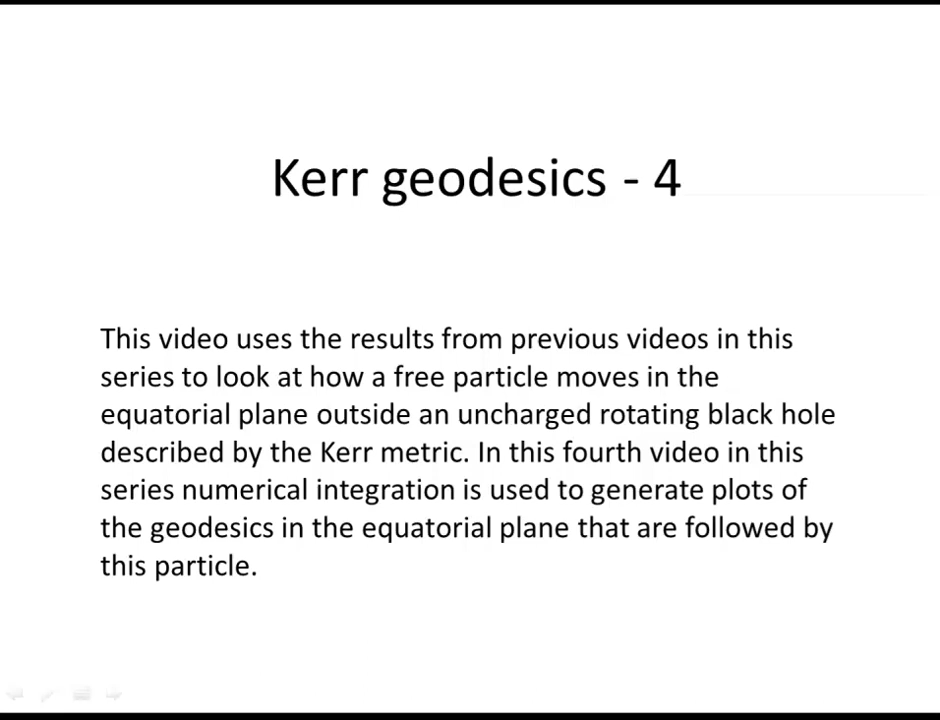 Kerr geodesics - 4
This video uses the results from previous videos in this
series to look at how a free particle moves in the
equatorial plane outside an uncharged rotating black hole
described by the Kerr metric. In this fourth video in this
series numerical integration is used to generate plots of
the geodesics in the equatorial plane that are followed by
this particle.